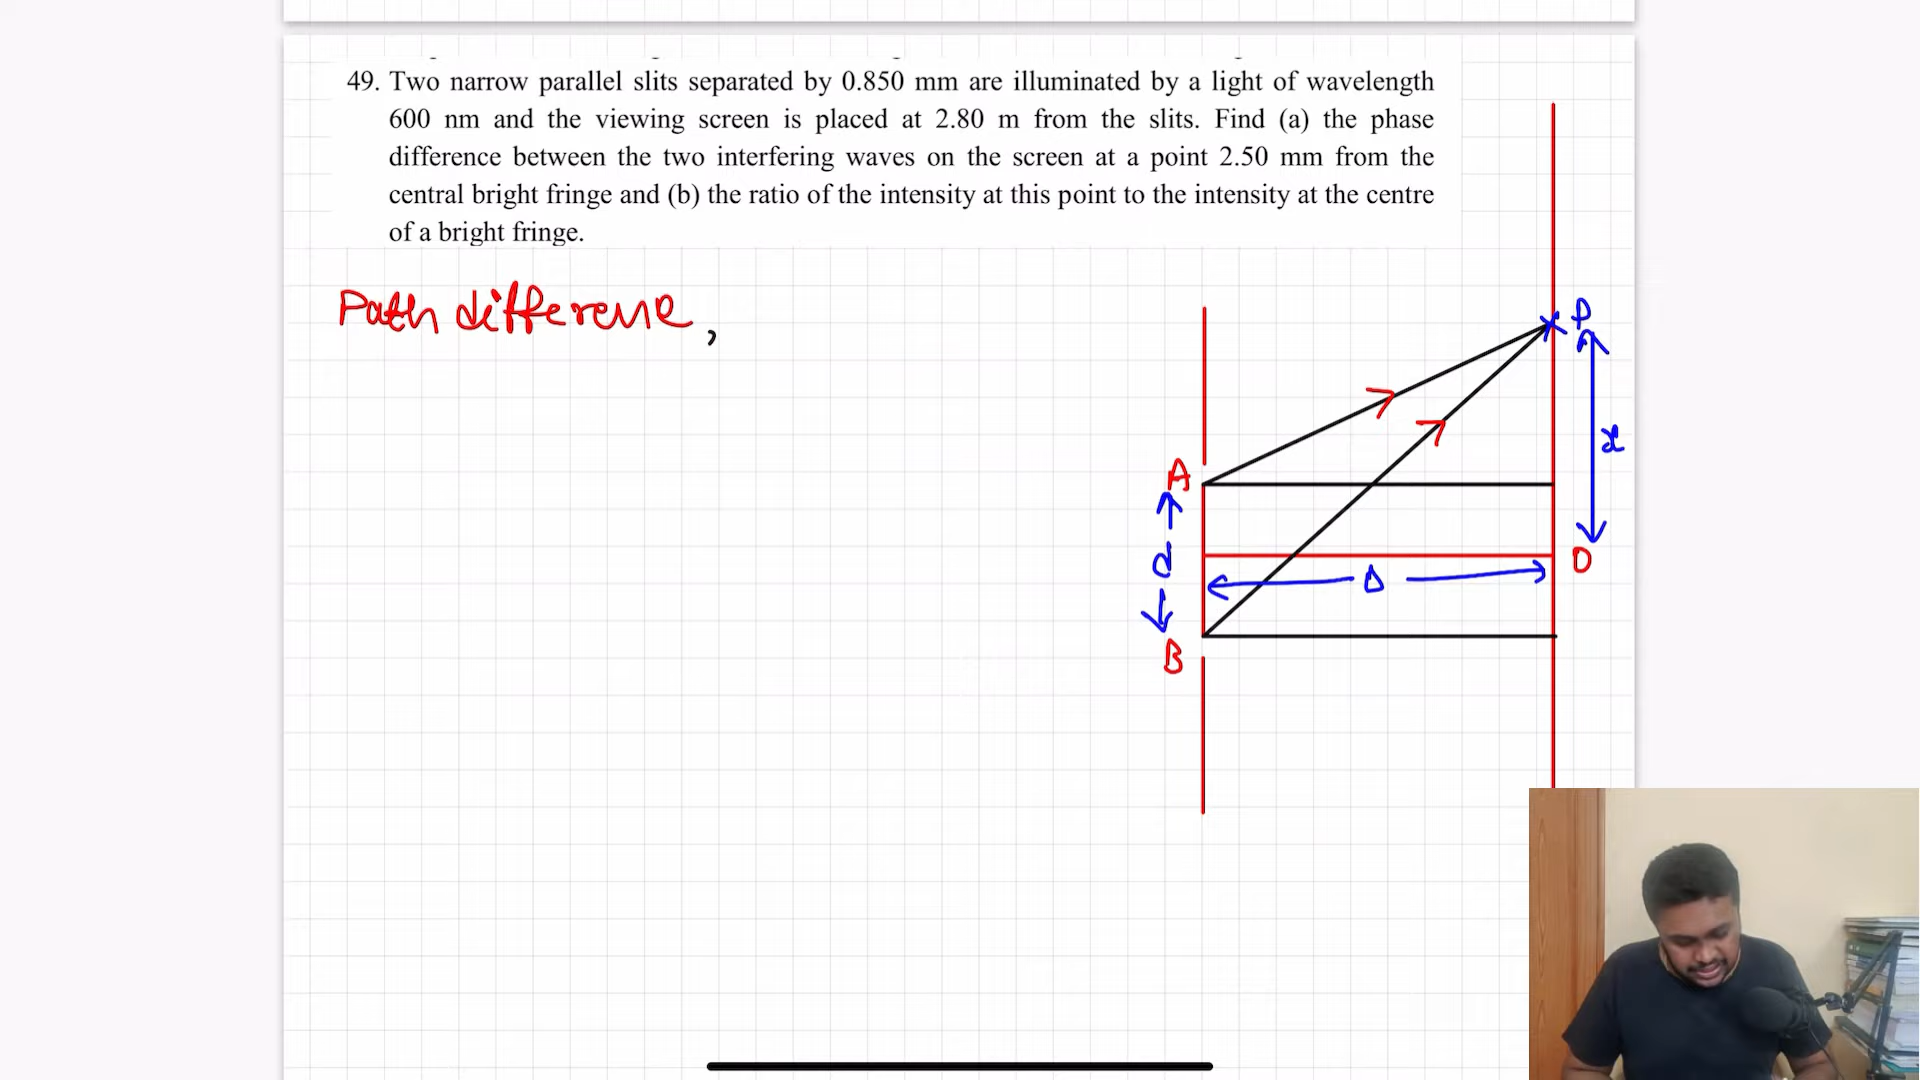 49. Two narrow parallel slits separated by 0.850 mm are illuminated by a light of wavelength
600 nm and the viewing screen is placed at 2.80 m from the slits. Find (a) the phase
difference between the two interfering waves on the screen at a point 2.50 mm from the
central bright fringe and (b) the ratio of the intensity at this point to the intensity at the centre
of a bright fringe.
Path difference,
P
x
A
d
O
D
B